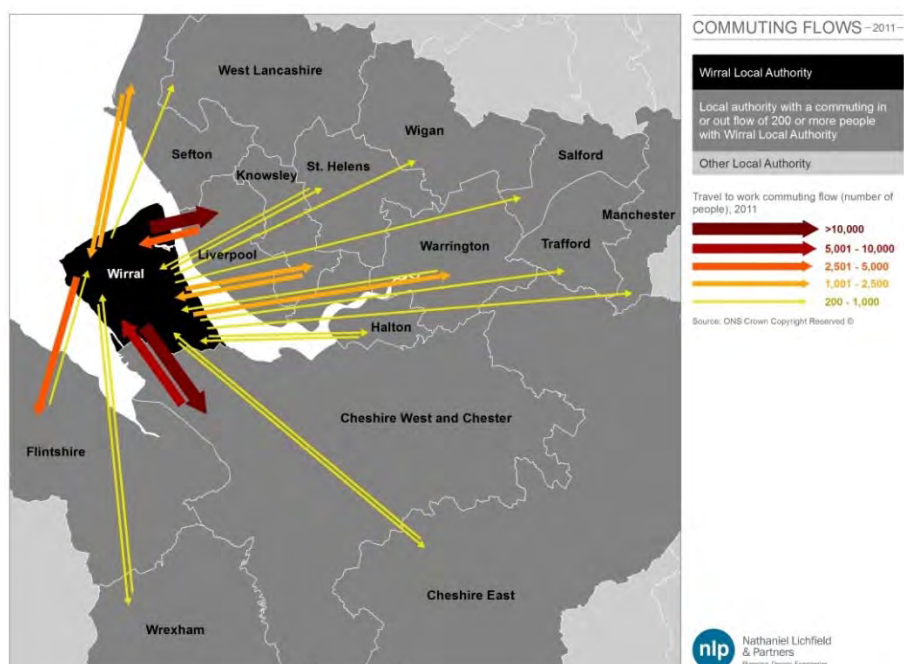 COMMUTING FLOWS –2011–
Wirral Local Authority
Local authority with a commuting in
or out flow of 200 or more people
with Wirral Local Authority
Other Local Authority
Travel to work commuting flow (number of
people), 2011
>10,000
5,001 - 10,000
2,501 - 5,000
1,001 - 2,500
200 - 1,000
Source: ONS Crown Copyright Reserved ©
West Lancashire
Wigan
Sefton
St. Helens
Salford
Knowsley
Manchester
Liverpool
Warrington
Trafford
Wirral
Halton
Cheshire West and Chester
Flintshire
Cheshire East
Wrexham
nlp
Nathaniel Lichfield
& Partners